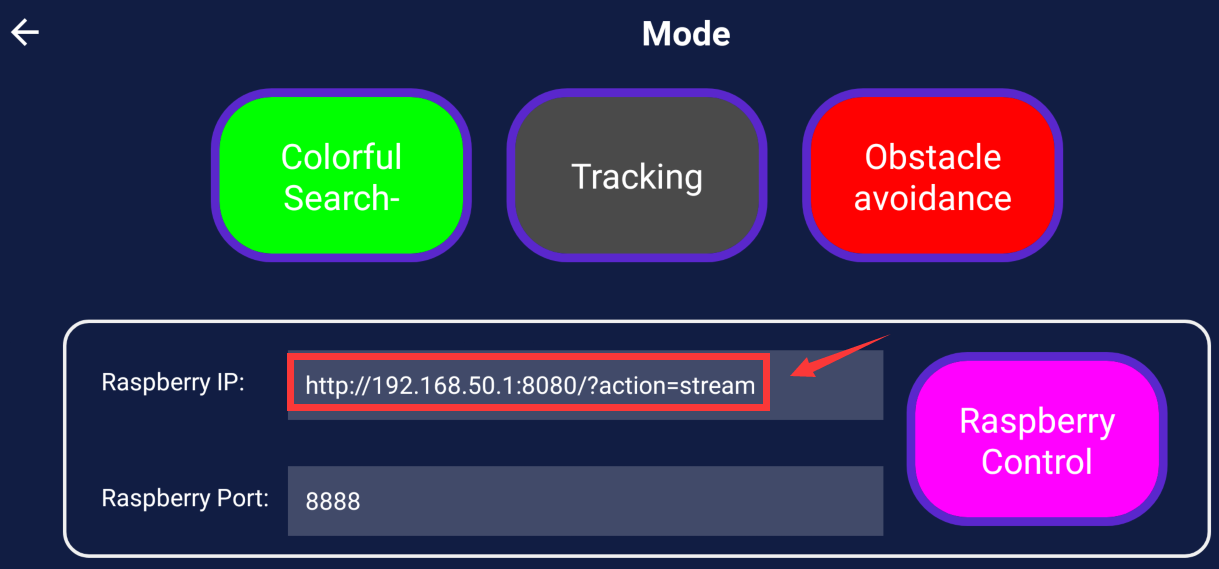 Mode
Colorful
Search-
Tracking
Obstacle
avoidance
Raspberry IP:
http://192.168.50.1:8080/?action=stream
Raspberry Port:
8888
Raspberry
Control